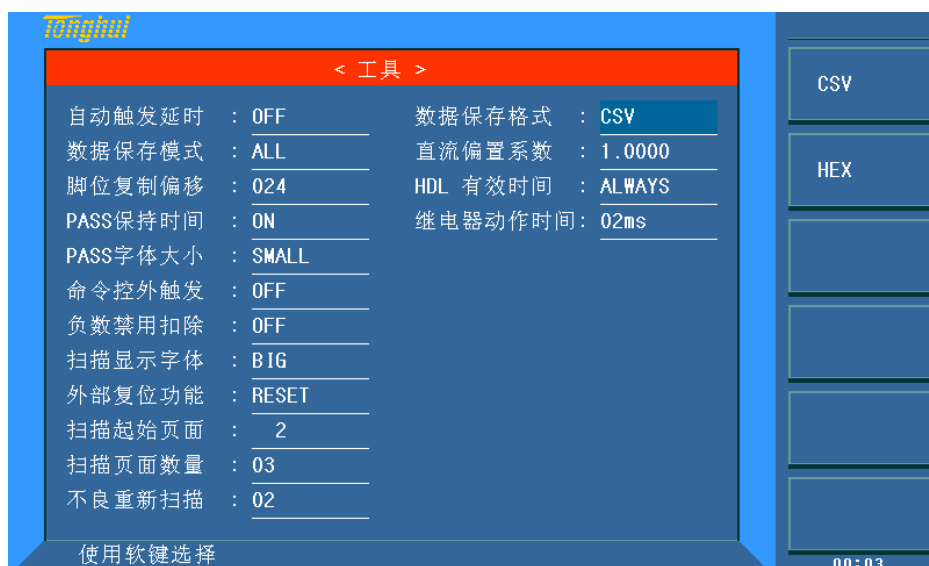 Tonghui
< 工具 >
自动触发延时 : OFF
数据保存模式 : ALL
脚位复制偏移 : 024
PASS保持时间 : ON
PASS字体大小 : SMALL
命令控外触发 : OFF
负数禁用扣除 : OFF
扫描显示字体 : BIG
外部复位功能 : RESET
扫描起始页面 : 2
扫描页面数量 : 03
不良重新扫描 : 02
数据保存格式 : CSV
直流偏置系数 : 1.0000
HDL 有效时间 : ALWAYS
继电器动作时间: 02ms
使用软键选择
CSV
HEX
00:03